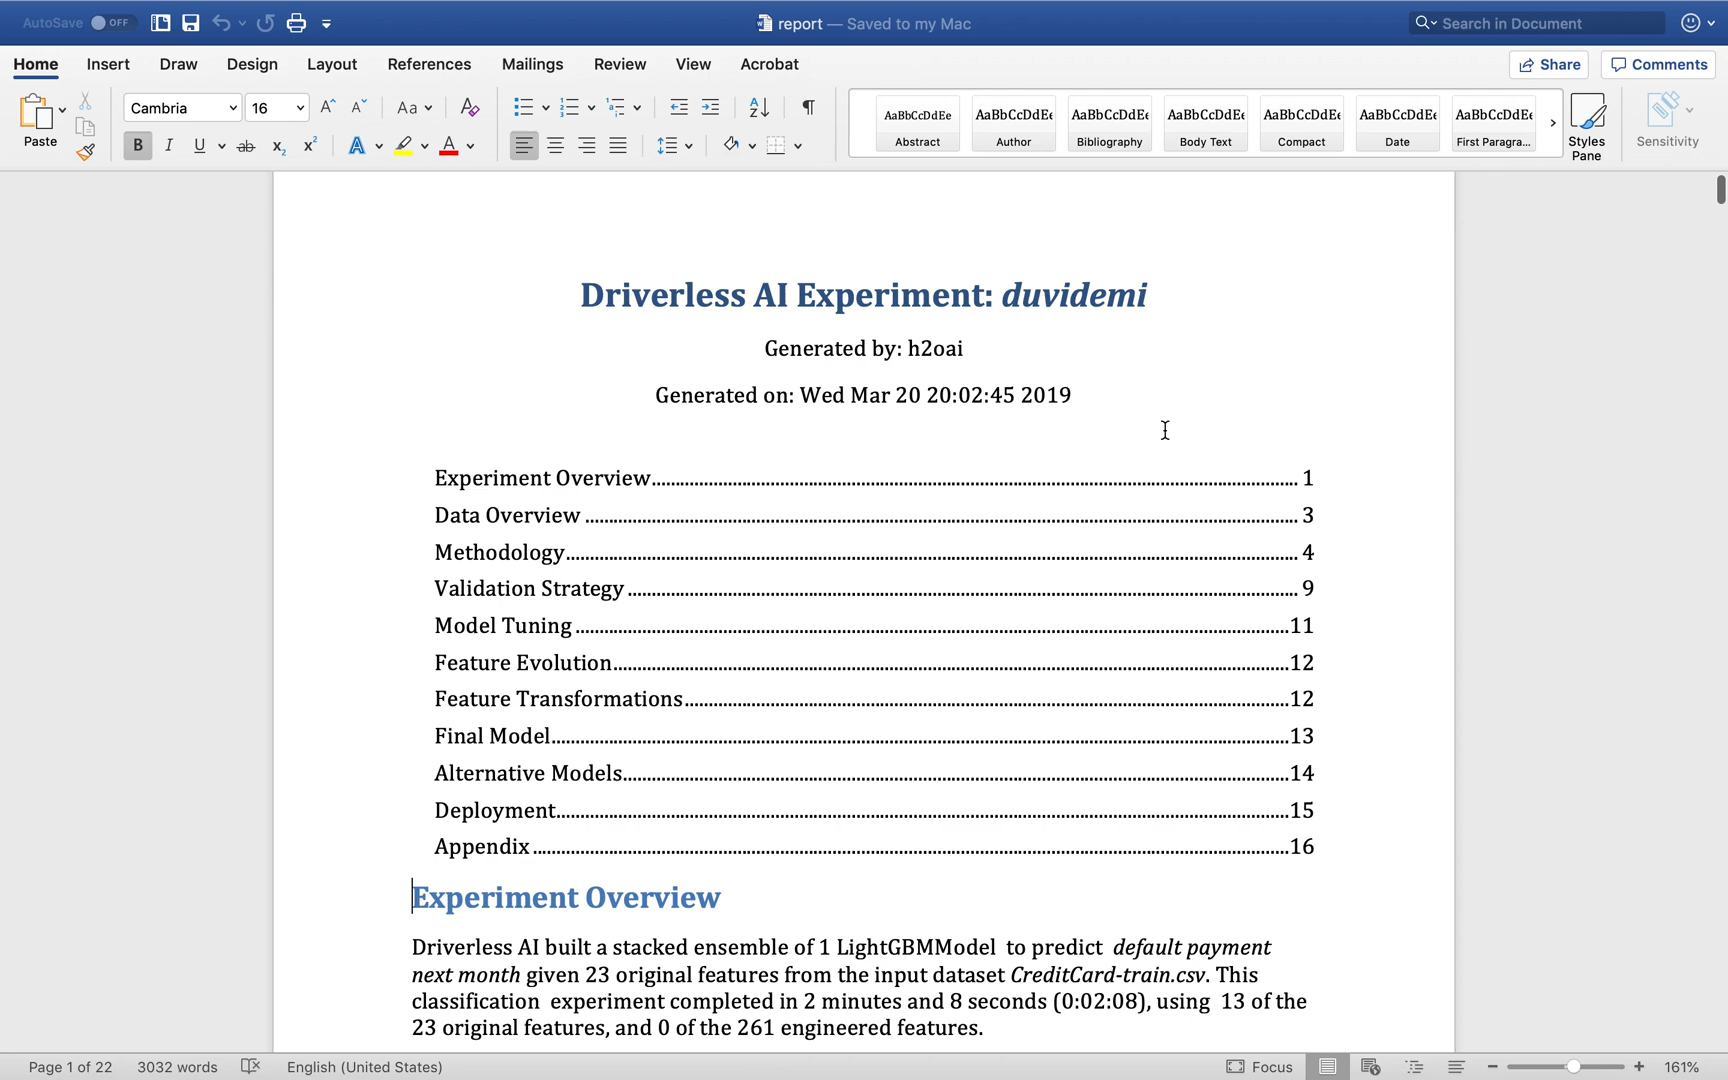 AutoSave OFF
report — Saved to my Mac
Search in Document
Home Insert Draw Design Layout References Mailings Review View Acrobat
Share Comments
Paste
Cambria 16
Aa
B I U ab X2 X2 A A
AaBbCcDdEe AaBbCcDdEe AaBbCcDdEe AaBbCcDdEe AaBbCcDdEe AaBbCcDdEe AaBbCcDdEe
Abstract Author Bibliography Body Text Compact Date First Paragra...
Styles Pane
Sensitivity
Driverless AI Experiment: duvidemi
Generated by: h2oai
Generated on: Wed Mar 20 20:02:45 2019
Experiment Overview 1
Data Overview 3
Methodology 4
Validation Strategy 9
Model Tuning 11
Feature Evolution 12
Feature Transformations 12
Final Model 13
Alternative Models 14
Deployment 15
Appendix 16
Experiment Overview
Driverless AI built a stacked ensemble of 1 LightGBMModel to predict default payment
next month given 23 original features from the input dataset CreditCard-train.csv. This
classification experiment completed in 2 minutes and 8 seconds (0:02:08), using 13 of the
23 original features, and 0 of the 261 engineered features.
Page 1 of 22 3032 words English (United States) Focus 161%